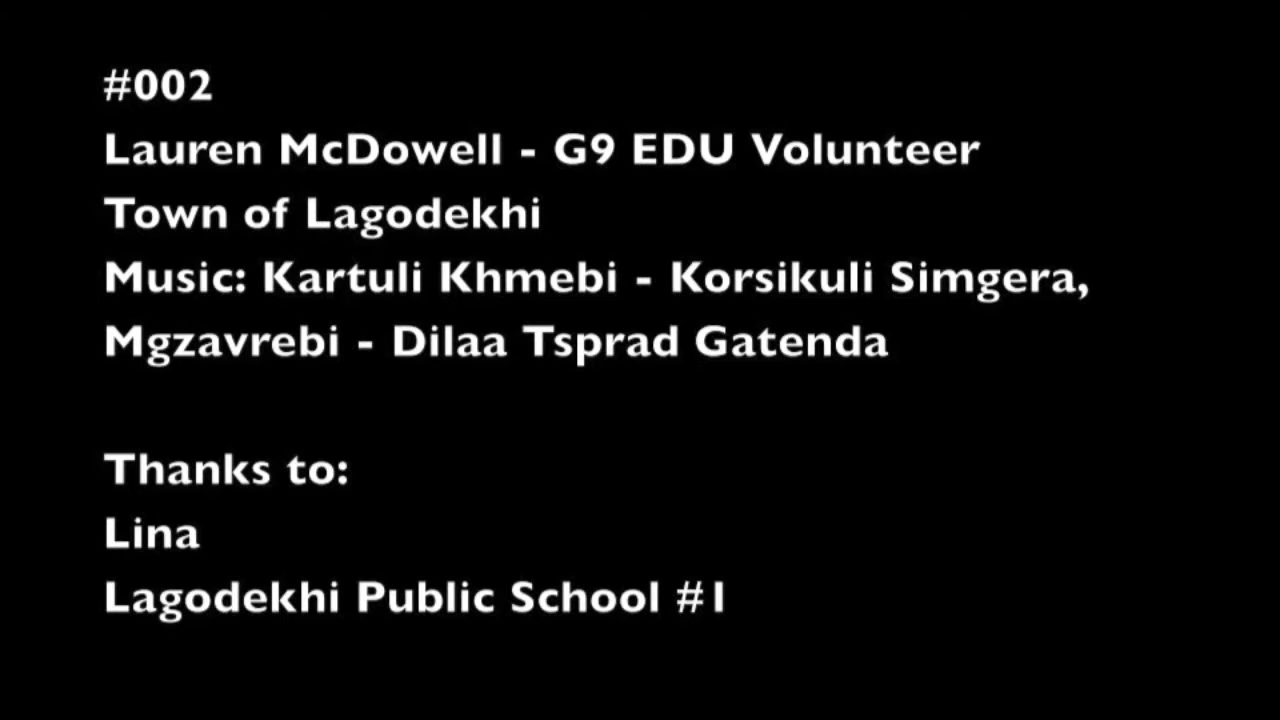 #002
Lauren McDowell - G9 EDU Volunteer
Town of Lagodekhi
Music: Kartuli Khmebi - Korsikuli Simgera,
Mgzavrebi - Dilaa Tsprad Gatenda
Thanks to:
Lina
Lagodekhi Public School #1